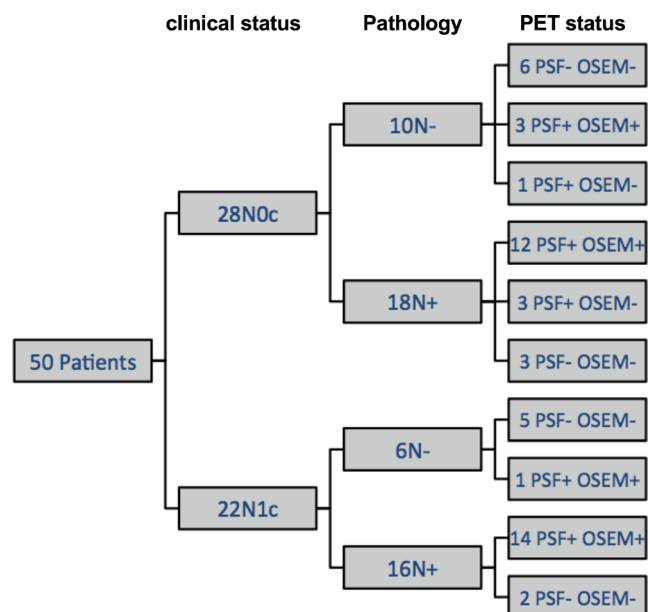 clinical status Pathology PET status
6 PSF- OSEM-
10N-
3 PSF+ OSEM+
1 PSF+ OSEM-
28N0c
12 PSF+ OSEM+
18N+
3 PSF+ OSEM-
3 PSF- OSEM-
50 Patients
5 PSF- OSEM-
6N-
1 PSF+ OSEM+
22N1c
14 PSF+ OSEM+
16N+
2 PSF- OSEM-